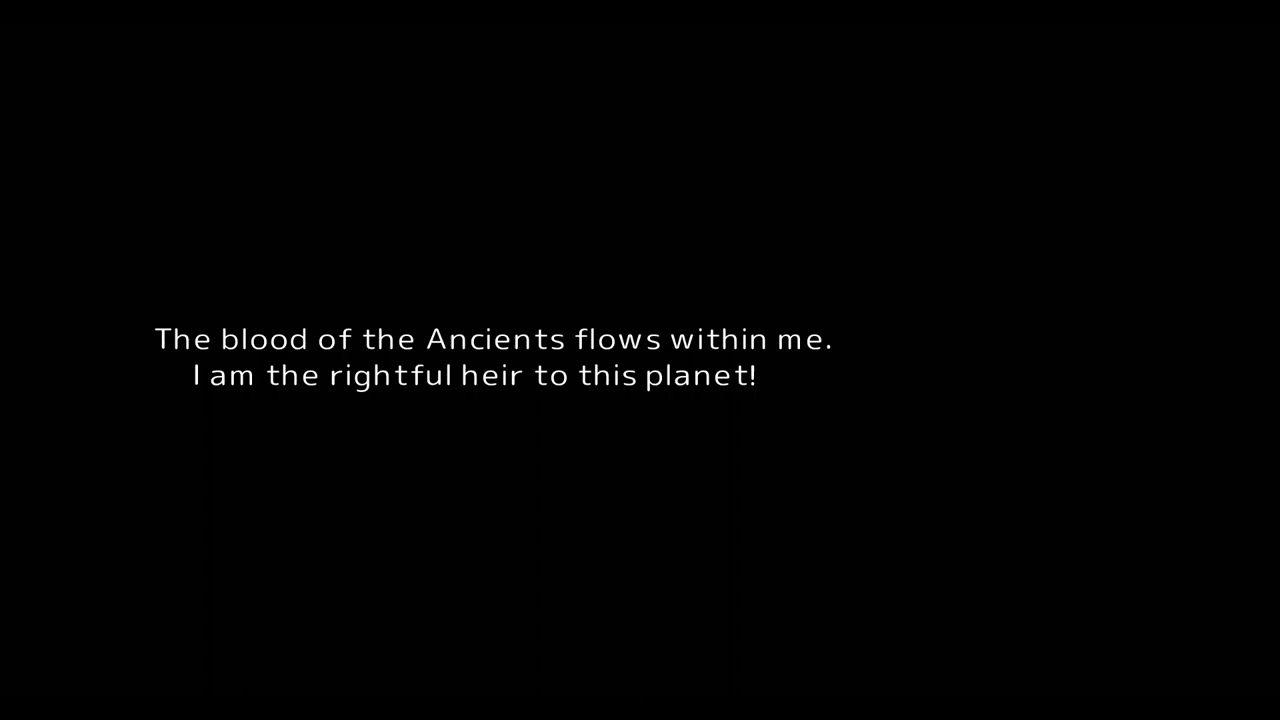 The blood of the Ancients flows within me.
I am the rightful heir to this planet!